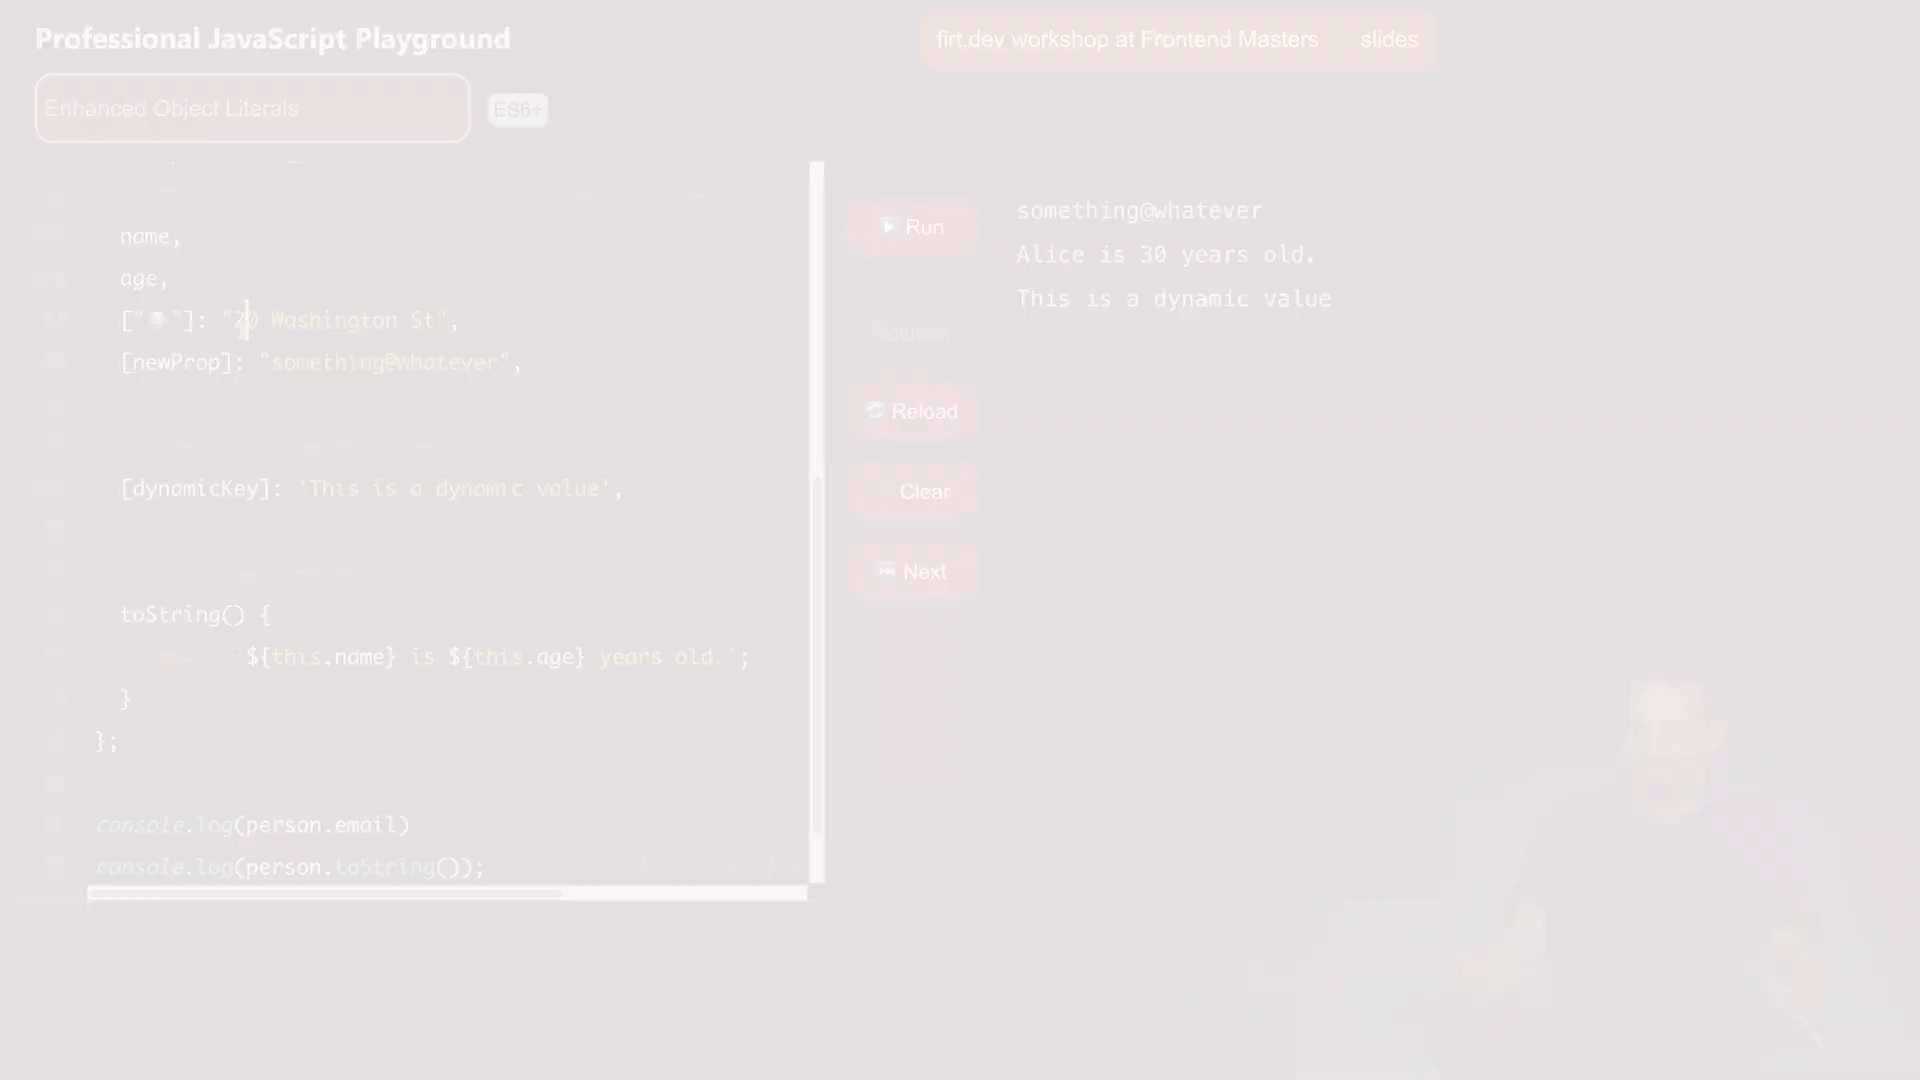 Professional JavaScript Playground
firt.dev workshop at Frontend Masters slides
Enhanced Object Literals
ES6+
name,
age,
[" "]: "20 Washington St",
[newProp]: "something@whatever",
[dynamicKey]: 'This is a dynamic value',
toString() {
`${this.name} is ${this.age} years old.`;
}
};
console.log(person.email)
console.log(person.toString());
Run
Reload
Clear
Next
something@whatever
Alice is 30 years old.
This is a dynamic value